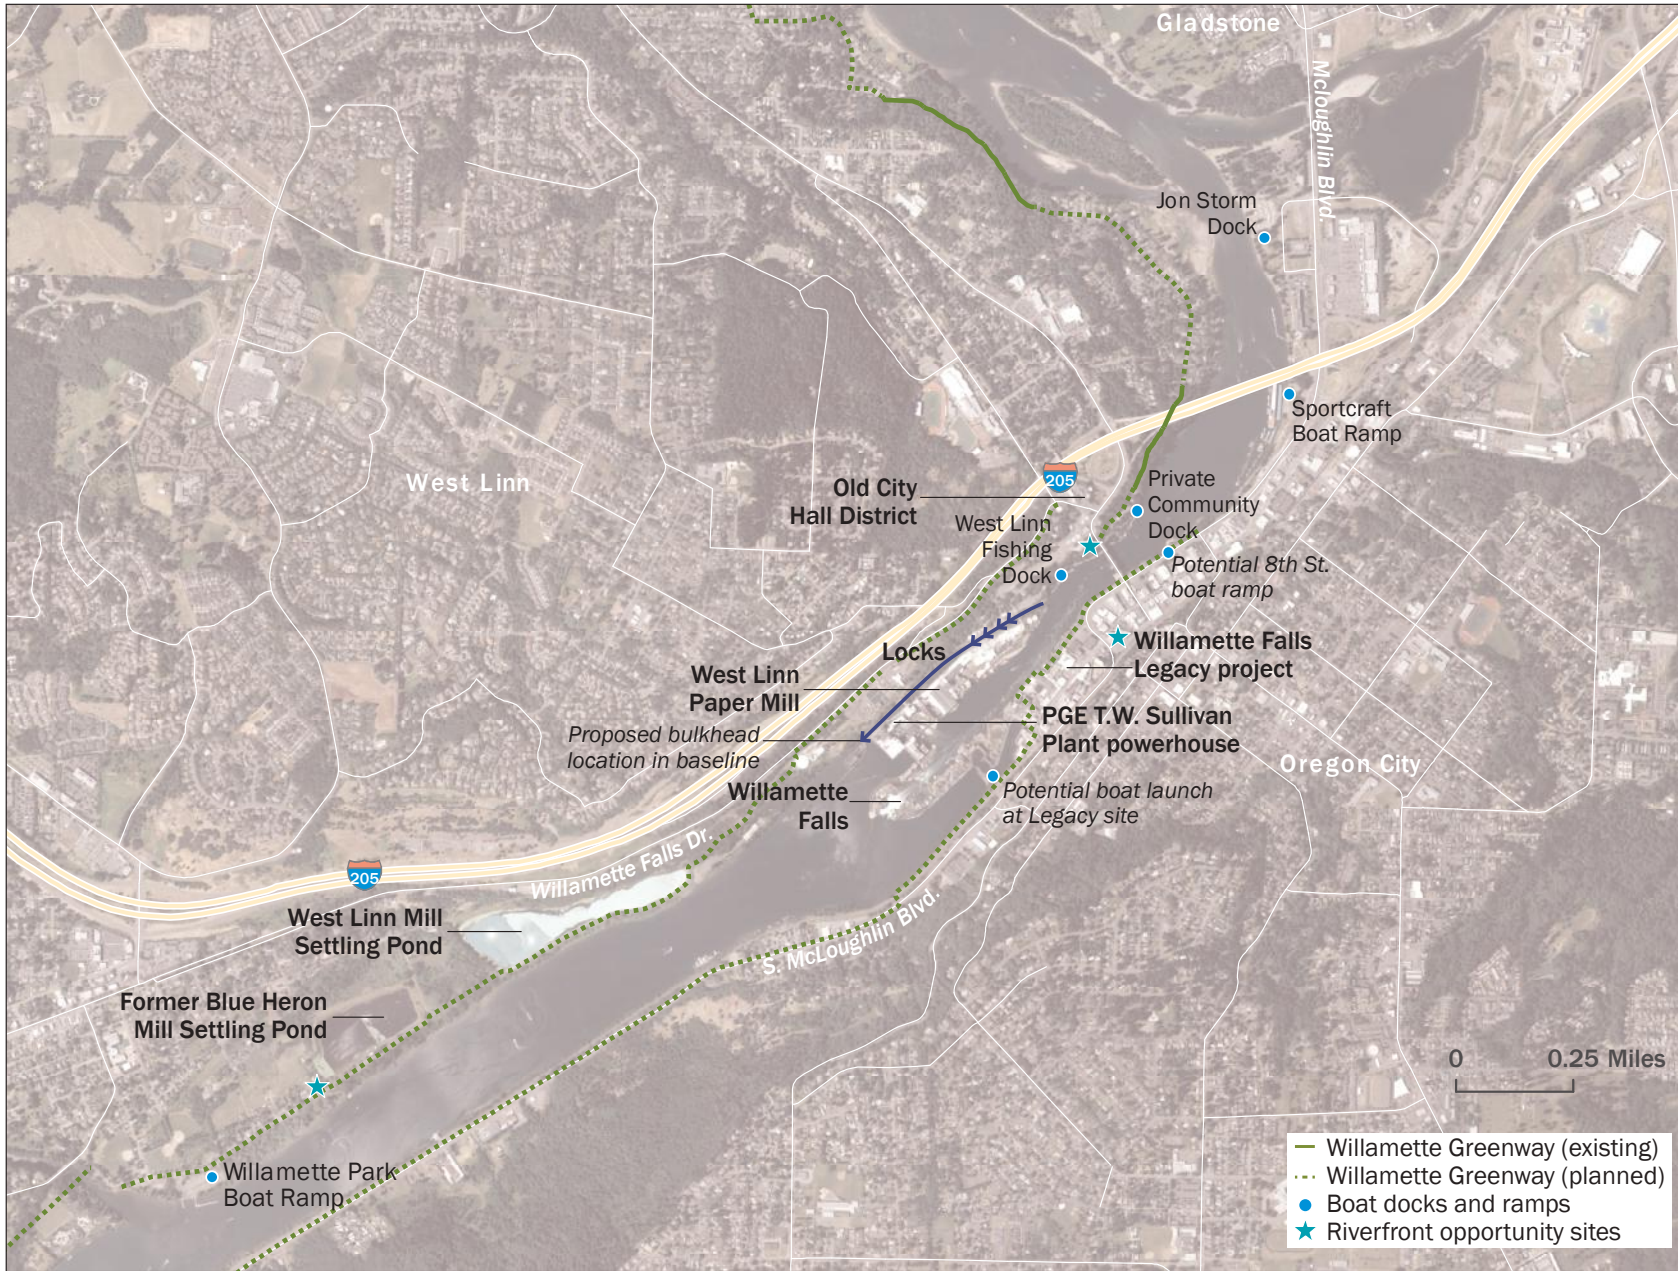 Gladstone
Mcloughlin Blvd.
Jon Storm
Dock
Sportcraft
Boat Ramp
West Linn
205
Old City
Hall District
Private
Community
Dock
West Linn
Fishing
Dock
Potential 8th St.
boat ramp
Locks
Willamette Falls
Legacy project
West Linn
Paper Mill
PGE T.W. Sullivan
Plant powerhouse
Proposed bulkhead
location in baseline
Oregon City
Willamette
Falls
Potential boat launch
at Legacy site
Willamette Falls Dr.
205
West Linn Mill
Settling Pond
S. McLoughlin Blvd.
Former Blue Heron
Mill Settling Pond
0 0.25 Miles
Willamette Park
Boat Ramp
Willamette Greenway (existing)
Willamette Greenway (planned)
Boat docks and ramps
Riverfront opportunity sites